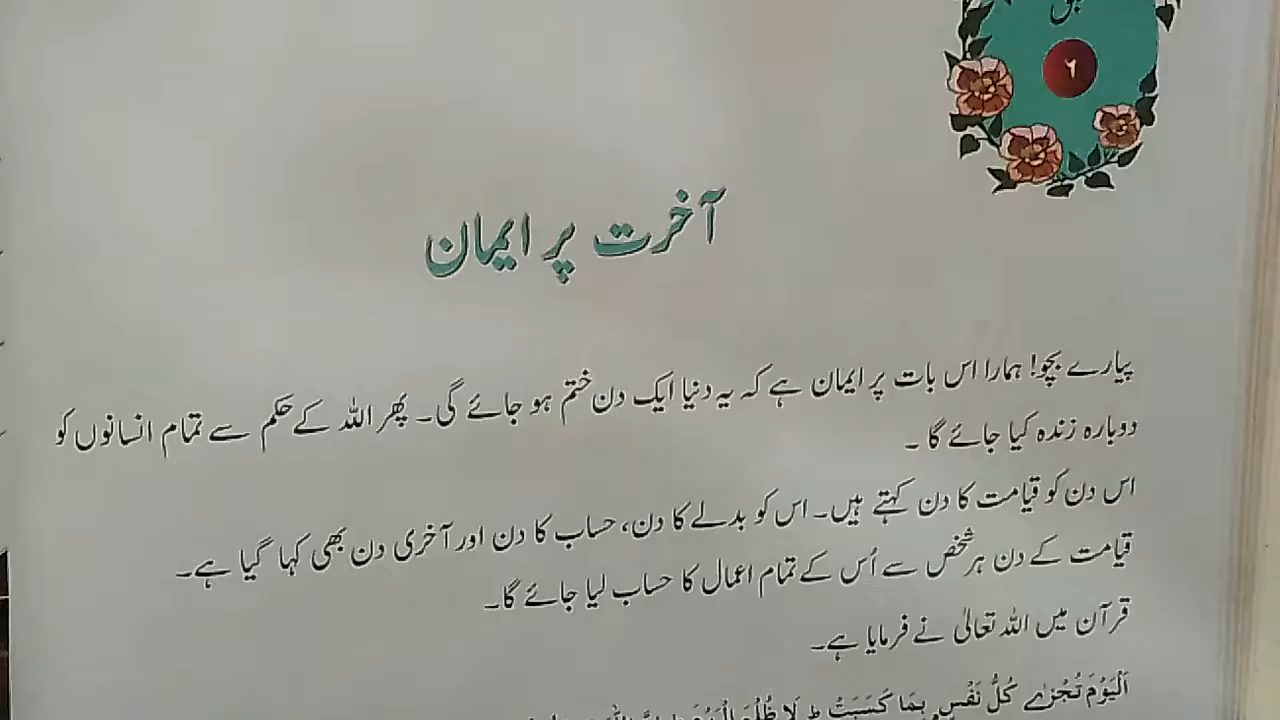 سبق
۶
آخرت پر ایمان
پیارے بچو! ہمارا اس بات پر ایمان ہے کہ یہ دنیا ایک دن ختم ہو جائے گی۔ پھر اللہ کے حکم سے تمام انسانوں کو
دوبارہ زندہ کیا جائے گا ۔
اس دن کو قیامت کا دن کہتے ہیں۔ اس کو بدلے کا دن، حساب کا دن اور آخری دن بھی کہا گیا ہے۔
قیامت کے دن ہر شخص سے اُس کے تمام اعمال کا حساب لیا جائے گا۔
قرآن میں اللہ تعالیٰ نے فرمایا ہے۔
اَلْیَوْمَ تُجْزٰی كُلُّ نَفْسٍۭ بِمَا كَسَبَتْ ؕ لَا ظُلْمَ الْیَوْمَ ؕ